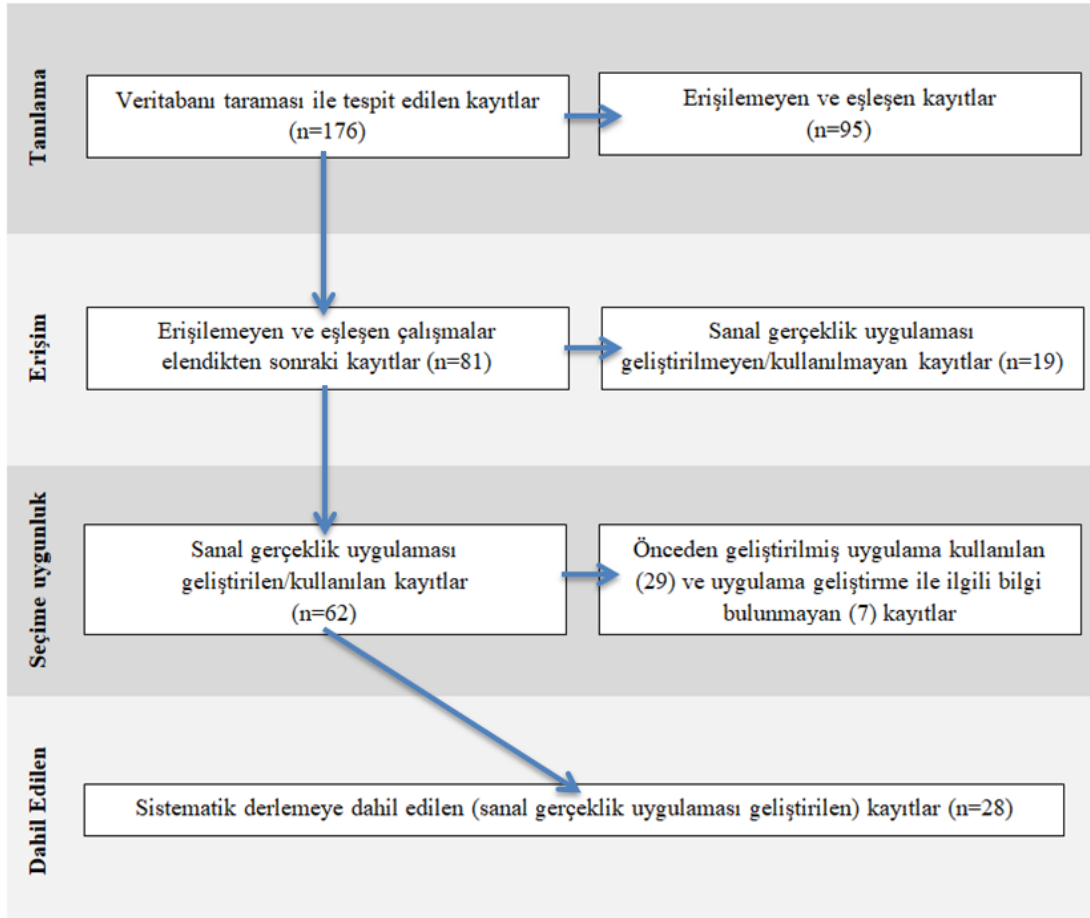 Tanılama
Veritabanı taraması ile tespit edilen kayıtlar
(n=176)
Erişilemeyen ve eşleşen kayıtlar
(n=95)
Erişim
Erişilemeyen ve eşleşen çalışmalar
elendikten sonraki kayıtlar (n=81)
Sanal gerçeklik uygulaması
geliştirilmeyen/kullanılmayan kayıtlar (n=19)
Seçime uygunluk
Sanal gerçeklik uygulaması
geliştirilen/kullanılan kayıtlar
(n=62)
Önceden geliştirilmiş uygulama kullanılan
(29) ve uygulama geliştirme ile ilgili bilgi
bulunmayan (7) kayıtlar
Dahil Edilen
Sistematik derlemeye dahil edilen (sanal gerçeklik uygulaması geliştirilen) kayıtlar (n=28)